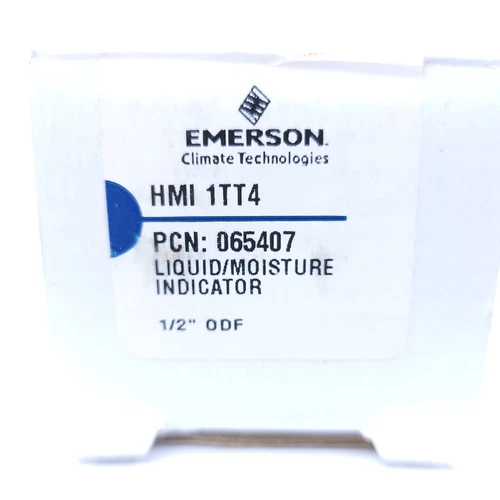 EMERSON.
Climate Technologies
HMI 1TT4
PCN: 065407
LIQUID/MOISTURE
INDICATOR
1/2" ODF